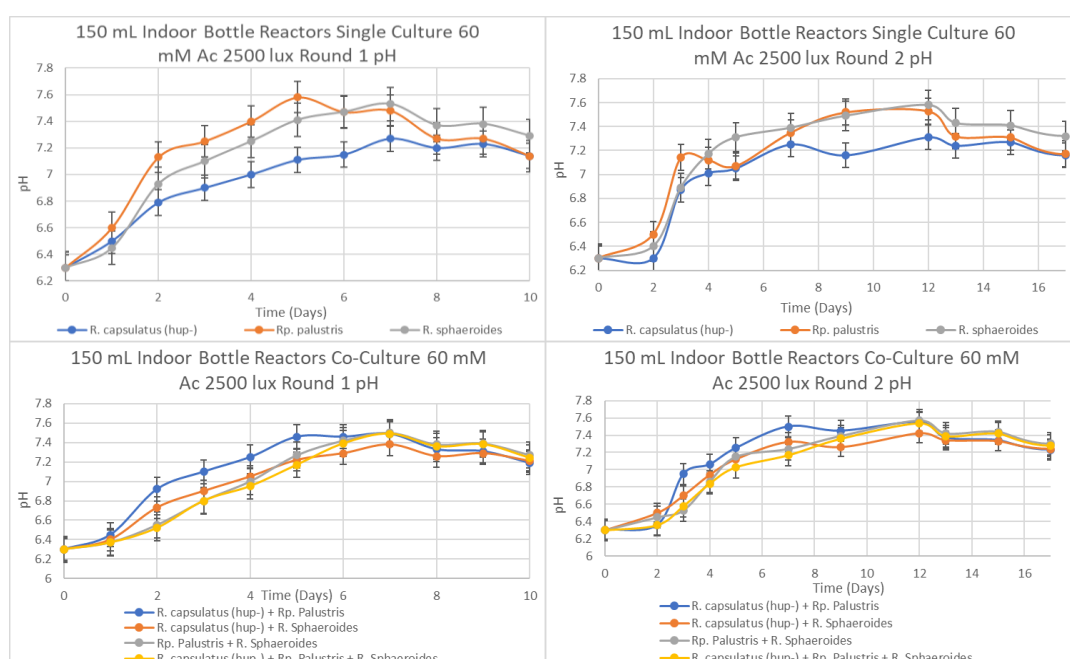 150 mL Indoor Bottle Reactors Single Culture 60
mM Ac 2500 lux Round 1 pH
7.8
7.6
7.4
7.2
7
6.8
6.6
6.4
6.2
pH
0 2 4 6 8 10
Time (Days)
R. capsulatus (hup-) Rp. palustris R. sphaeroides
150 mL Indoor Bottle Reactors Single Culture 60
mM Ac 2500 lux Round 2 pH
7.8
7.6
7.4
7.2
7
6.8
6.6
6.4
6.2
pH
0 2 4 6 8 10 12 14 16
Time (Days)
R. capsulatus (hup-) Rp. palustris R. sphaeroides
150 mL Indoor Bottle Reactors Co-Culture 60 mM
Ac 2500 lux Round 1 pH
7.8
7.6
7.4
7.2
7
6.8
6.6
6.4
6.2
6
pH
0 2 4 6 8 10
Time (Days)
R. capsulatus (hup-) + Rp. Palustris
R. capsulatus (hup-) + R. Sphaeroides
Rp. Palustris + R. Sphaeroides
R. capsulatus (hup-) + Rp. Palustris + R. Sphaeroides
150 mL Indoor Bottle Reactors Co-Culture 60 mM
Ac 2500 lux Round 2 pH
7.8
7.6
7.4
7.2
7
6.8
6.6
6.4
6.2
6
pH
0 2 4 6 8 10 12 14 16
Time (Days)
R. capsulatus (hup-) + Rp. Palustris
R. capsulatus (hup-) + R. Sphaeroides
Rp. Palustris + R. Sphaeroides
R. capsulatus (hup-) + Rp. Palustris + R. Sphaeroides